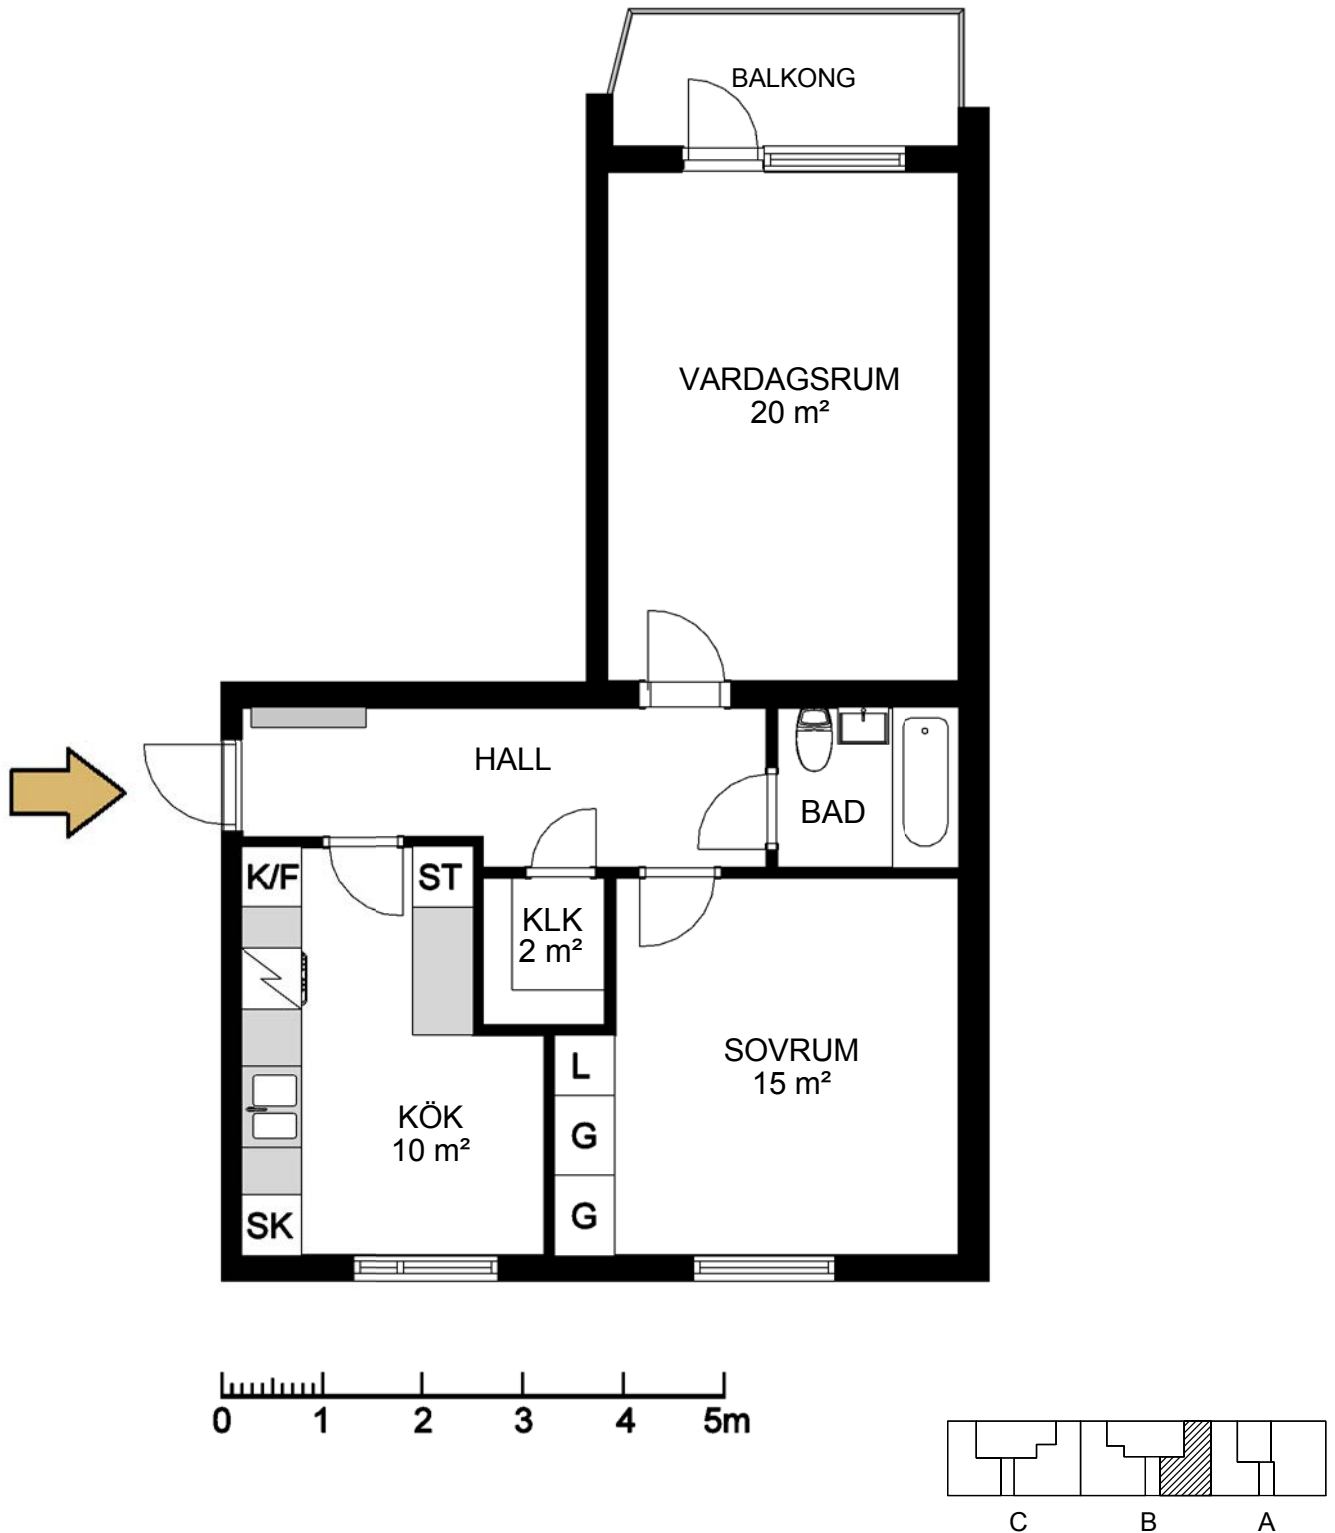 BALKONG
VARDAGSRUM
20 m²
HALL
BAD
K/F
ST
KLK
2 m²
SOVRUM
15 m²
L
KÖK
10 m²
G
G
SK
0 1 2 3 4 5m
C B A